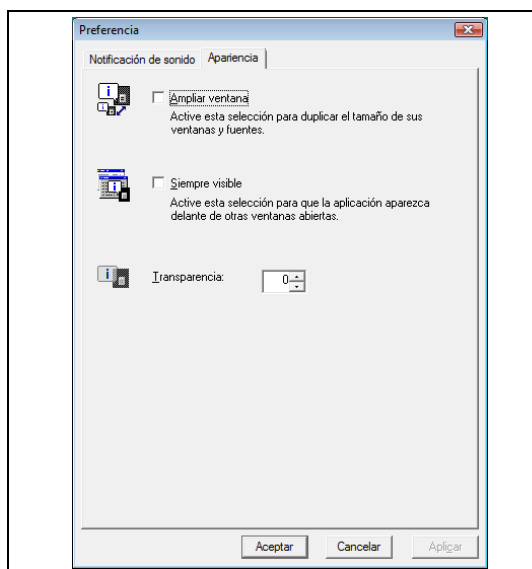 Preferencia
Notificación de sonido Apariencia
Ampliar ventana
Active esta selección para duplicar el tamaño de sus
ventanas y fuentes.
Siempre visible
Active esta selección para que la aplicación aparezca
delante de otras ventanas abiertas.
Transparencia: 0
Aceptar Cancelar Aplicar